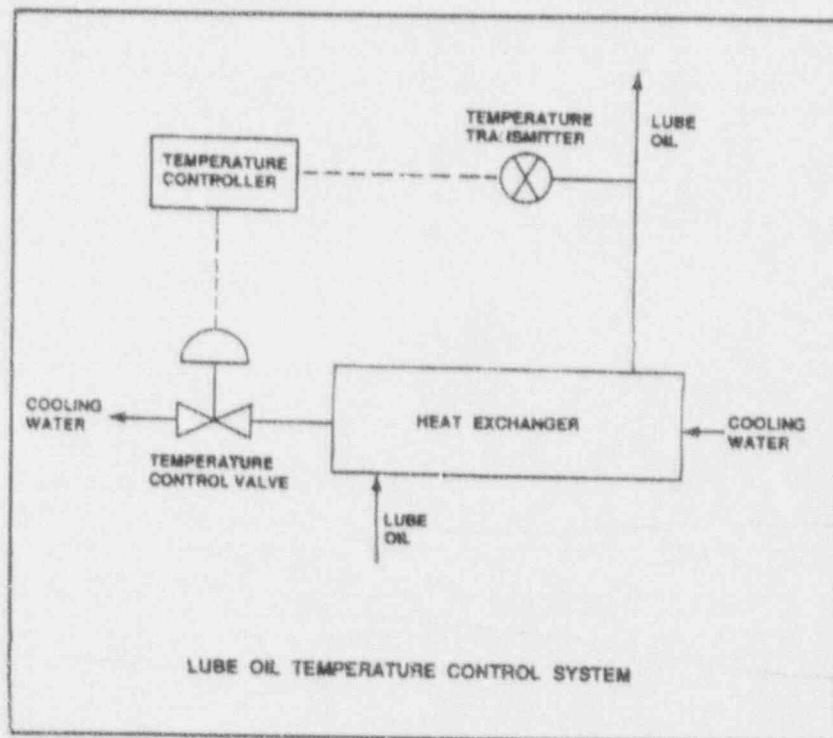 TEMPERATURE
TRANSMITTER
LUBE
OIL
TEMPERATURE
CONTROLLER
COOLING
WATER
HEAT EXCHANGER
COOLING
WATER
TEMPERATURE
CONTROL VALVE
LUBE
OIL
LUBE OIL TEMPERATURE CONTROL SYSTEM